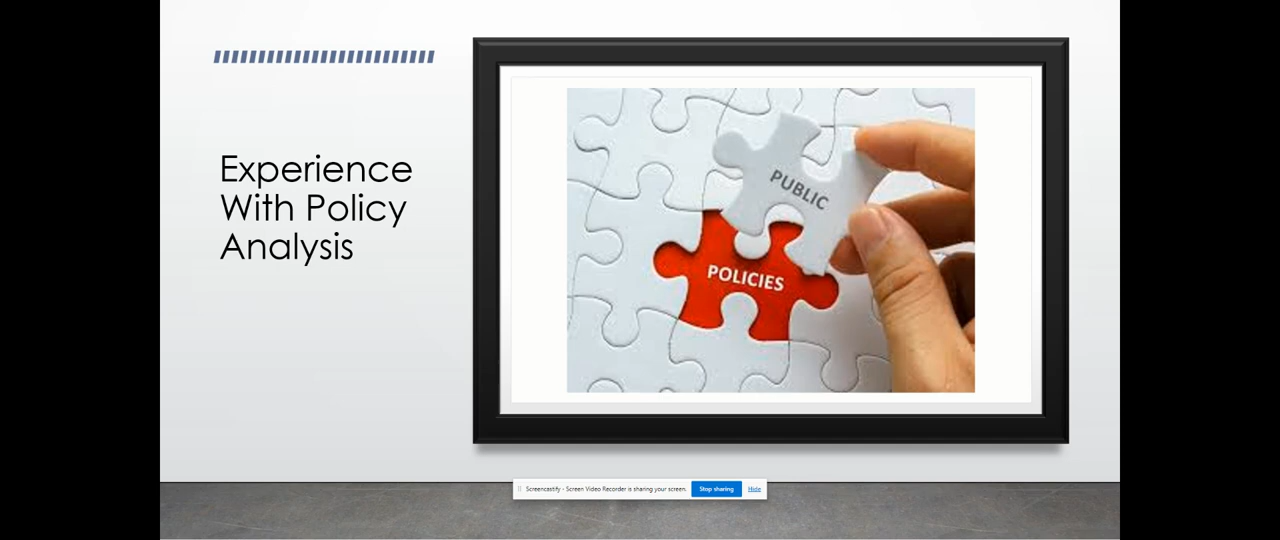 Experience
With Policy
Analysis
PUBLIC
POLICIES
Screencastify - Screen Video Recorder is sharing your screen.
Stop sharing
Hide